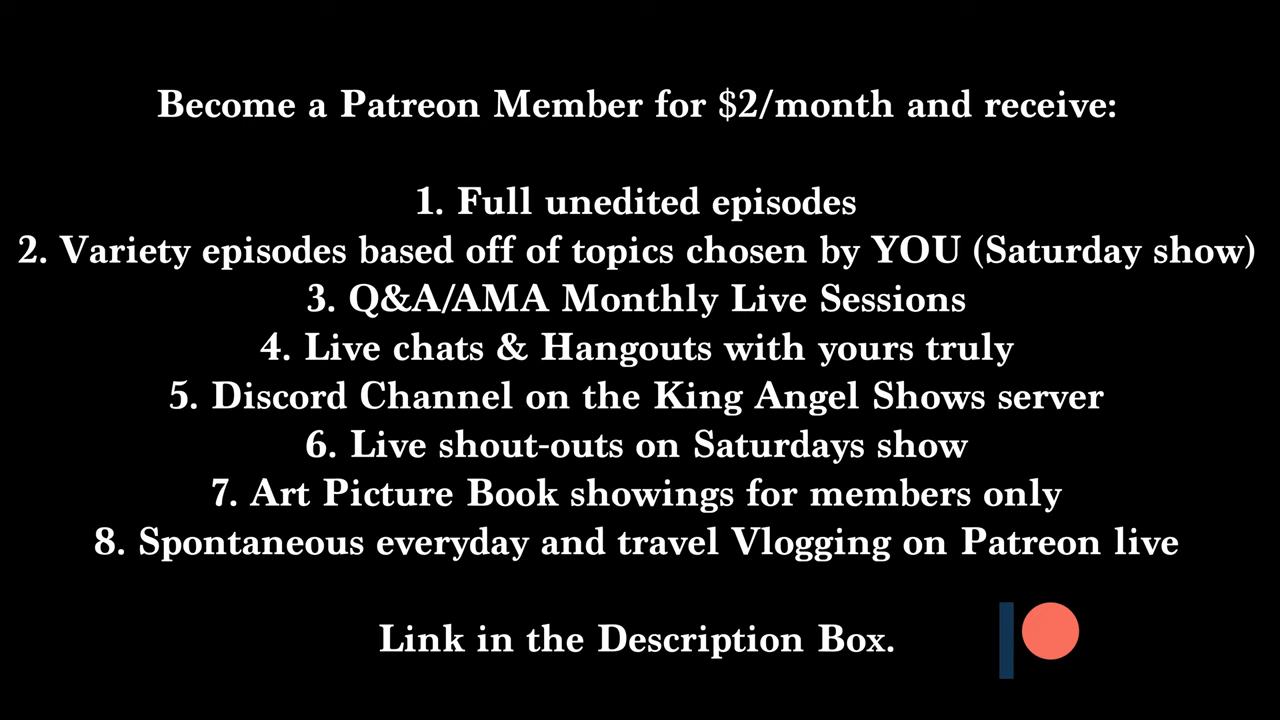 Become a Patreon Member for $2/month and receive:
1. Full unedited episodes
2. Variety episodes based off of topics chosen by YOU (Saturday show)
3. Q&A/AMA Monthly Live Sessions
4. Live chats & Hangouts with yours truly
5. Discord Channel on the King Angel Shows server
6. Live shout-outs on Saturdays show
7. Art Picture Book showings for members only
8. Spontaneous everyday and travel Vlogging on Patreon live
Link in the Description Box.